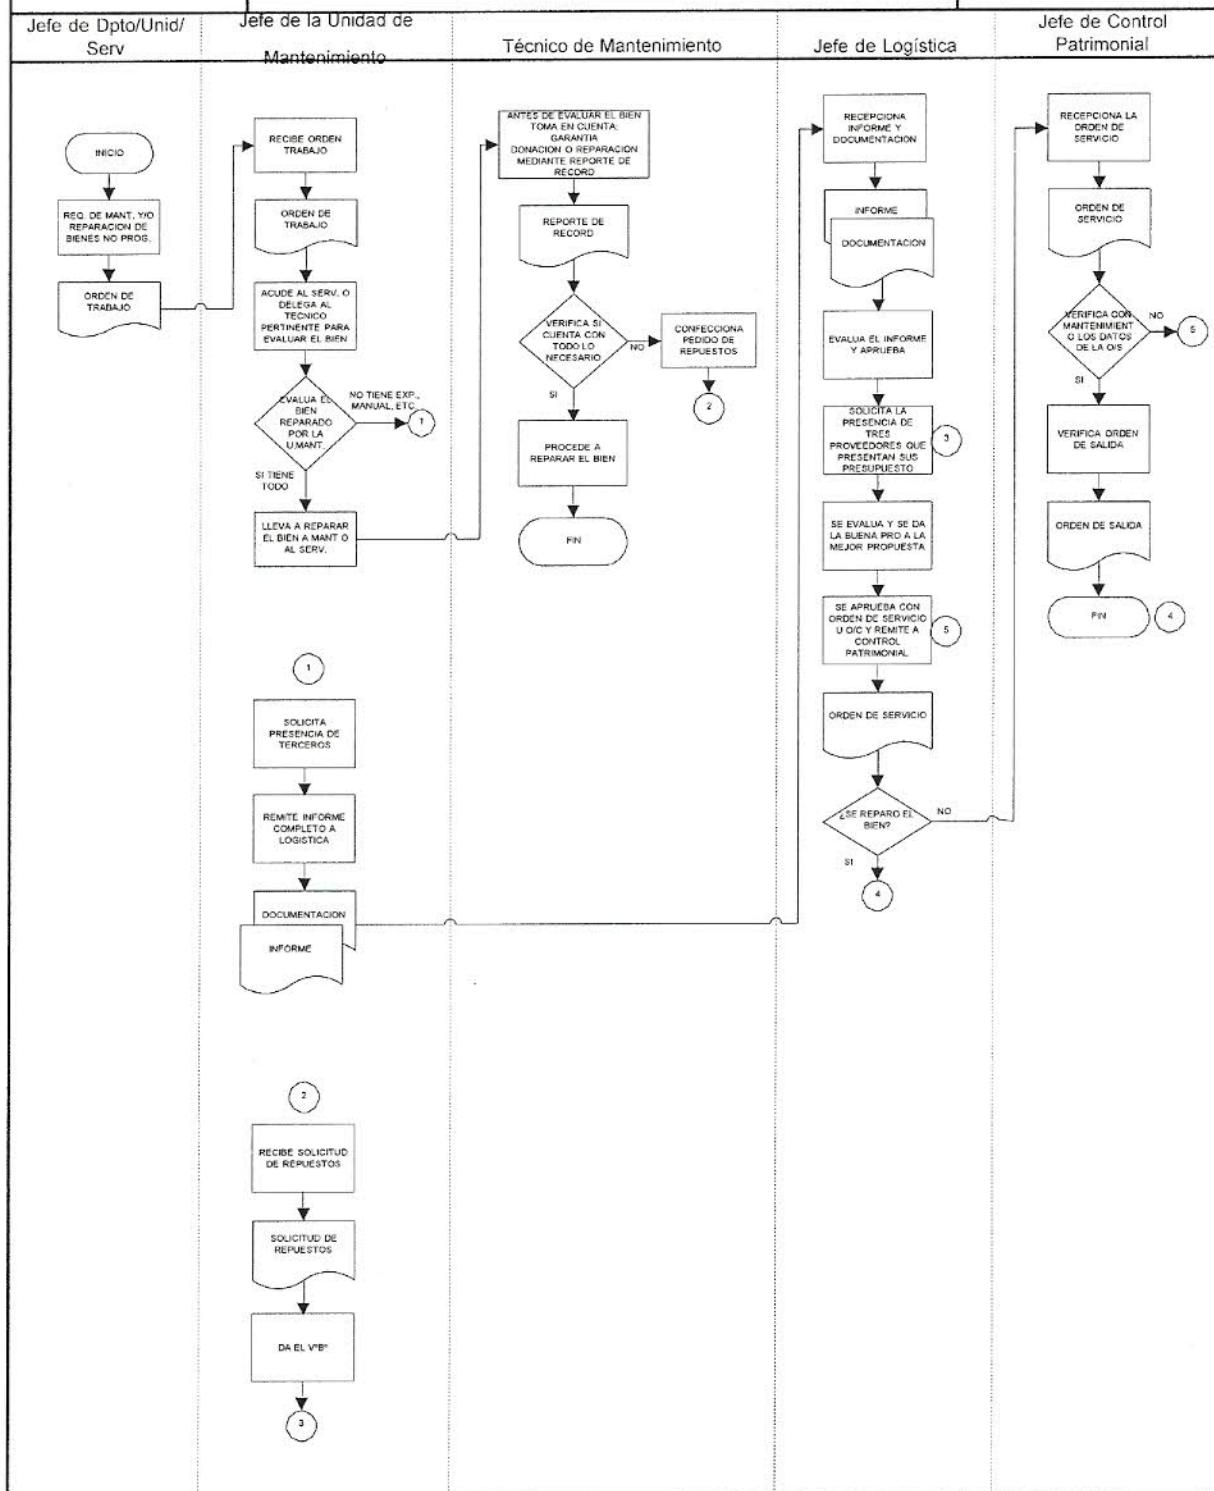 Jefe de Dpto/Unid/
Serv
Jefe de la Unidad de
Mantenimiento
Técnico de Mantenimiento
Jefe de Logística
Jefe de Control
Patrimonial
INICIO
REQ. DE MANT. Y/O
REPARACION DE
BIENES NO PROG.
ORDEN DE
TRABAJO
RECIBE ORDEN
TRABAJO
ORDEN DE
TRABAJO
ACUDE AL SERV. O
DELEGA AL
TECNICO
PERTINENTE PARA
EVALUAR EL BIEN
EVALUA EL
BIEN
REPARADO
POR LA
U.MANT.
NO TIENE EXP.,
MANUAL, ETC.
1
SI TIENE
TODO
LLEVA A REPARAR
EL BIEN A MANT O
AL SERV.
1
SOLICITA
PRESENCIA DE
TERCEROS
REMITE INFORME
COMPLETO A
LOGISTICA
DOCUMENTACION
INFORME
2
RECIBE SOLICITUD
DE REPUESTOS
SOLICITUD DE
REPUESTOS
DA EL V°B°
3
ANTES DE EVALUAR EL BIEN
TOMA EN CUENTA:
GARANTIA
DONACION O REPARACION
MEDIANTE REPORTE DE
RECORD
REPORTE DE
RECORD
VERIFICA SI
CUENTA CON
TODO LO
NECESARIO
NO
CONFECCIONA
PEDIDO DE
REPUESTOS
2
SI
PROCEDE A
REPARAR EL BIEN
FIN
RECEPCIONA
INFORME Y
DOCUMENTACION
INFORME
DOCUMENTACION
EVALUA EL INFORME
Y APRUEBA
SOLICITA LA
PRESENCIA DE
TRES
PROVEEDORES QUE
PRESENTAN SUS
PRESUPUESTO
3
SE EVALUA Y SE DA
LA BUENA PRO A LA
MEJOR PROPUESTA
SE APRUEBA CON
ORDEN DE SERVICIO
U O/C Y REMITE A
CONTROL
PATRIMONIAL
5
ORDEN DE SERVICIO
¿SE REPARO EL
BIEN?
NO
SI
4
RECEPCIONA LA
ORDEN DE
SERVICIO
ORDEN DE
SERVICIO
VERIFICA CON
MANTENIMIENT
O LOS DATOS
DE LA O/S
NO
5
SI
VERIFICA ORDEN
DE SALIDA
ORDEN DE SALIDA
FIN
4